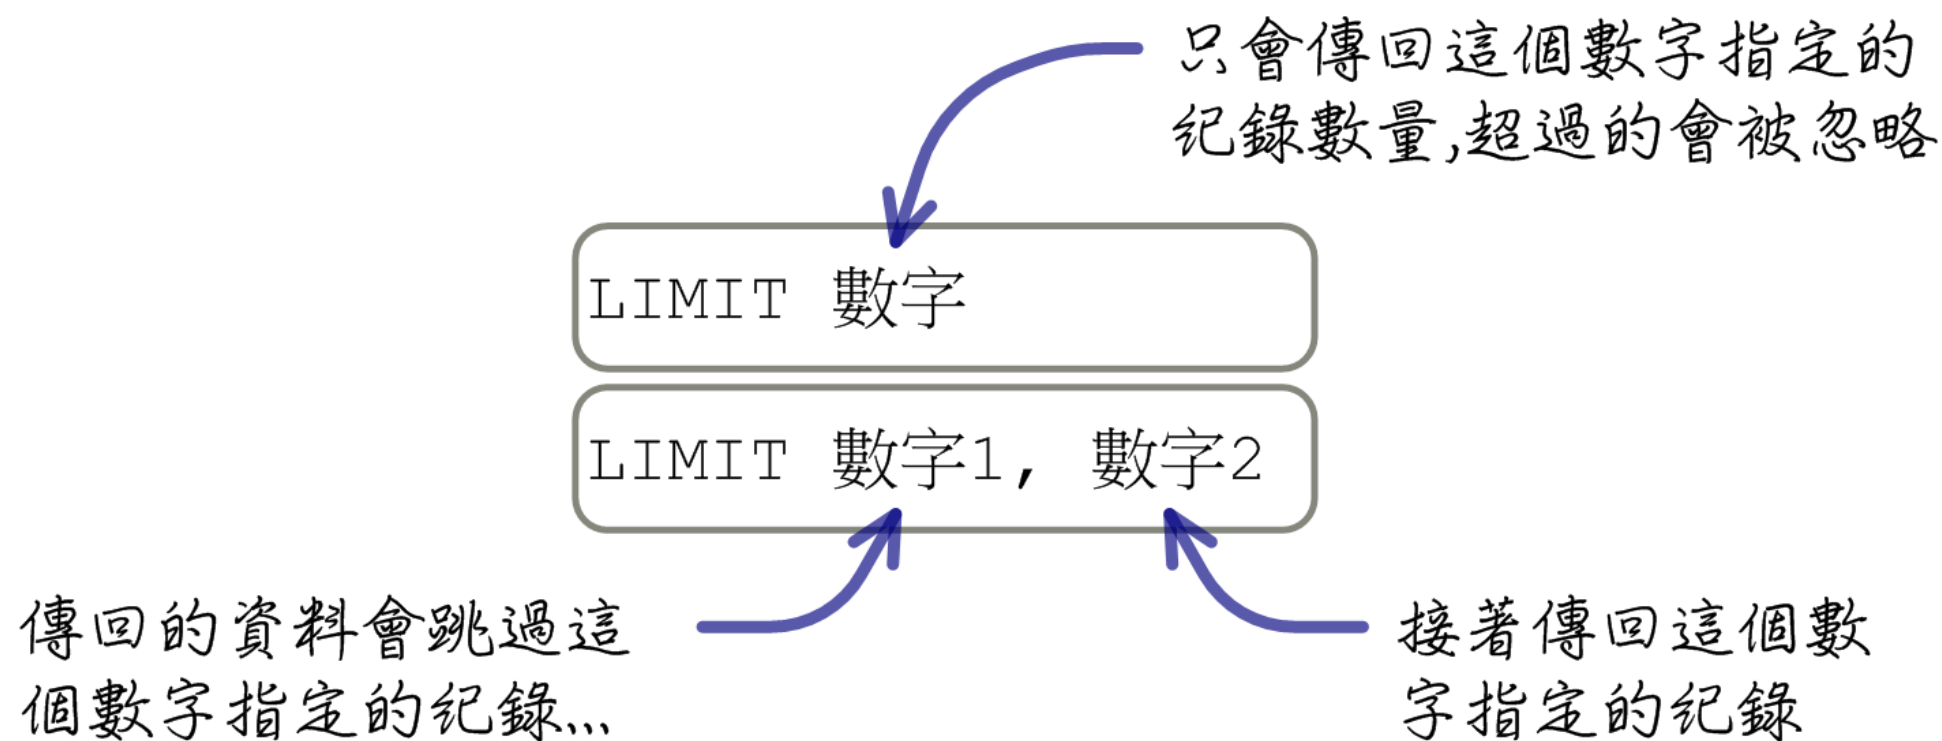 只會傳回這個數字指定的
紀錄數量,超過的會被忽略
LIMIT 數字
LIMIT 數字1, 數字2
傳回的資料會跳過這
個數字指定的紀錄...
接著傳回這個數
字指定的紀錄